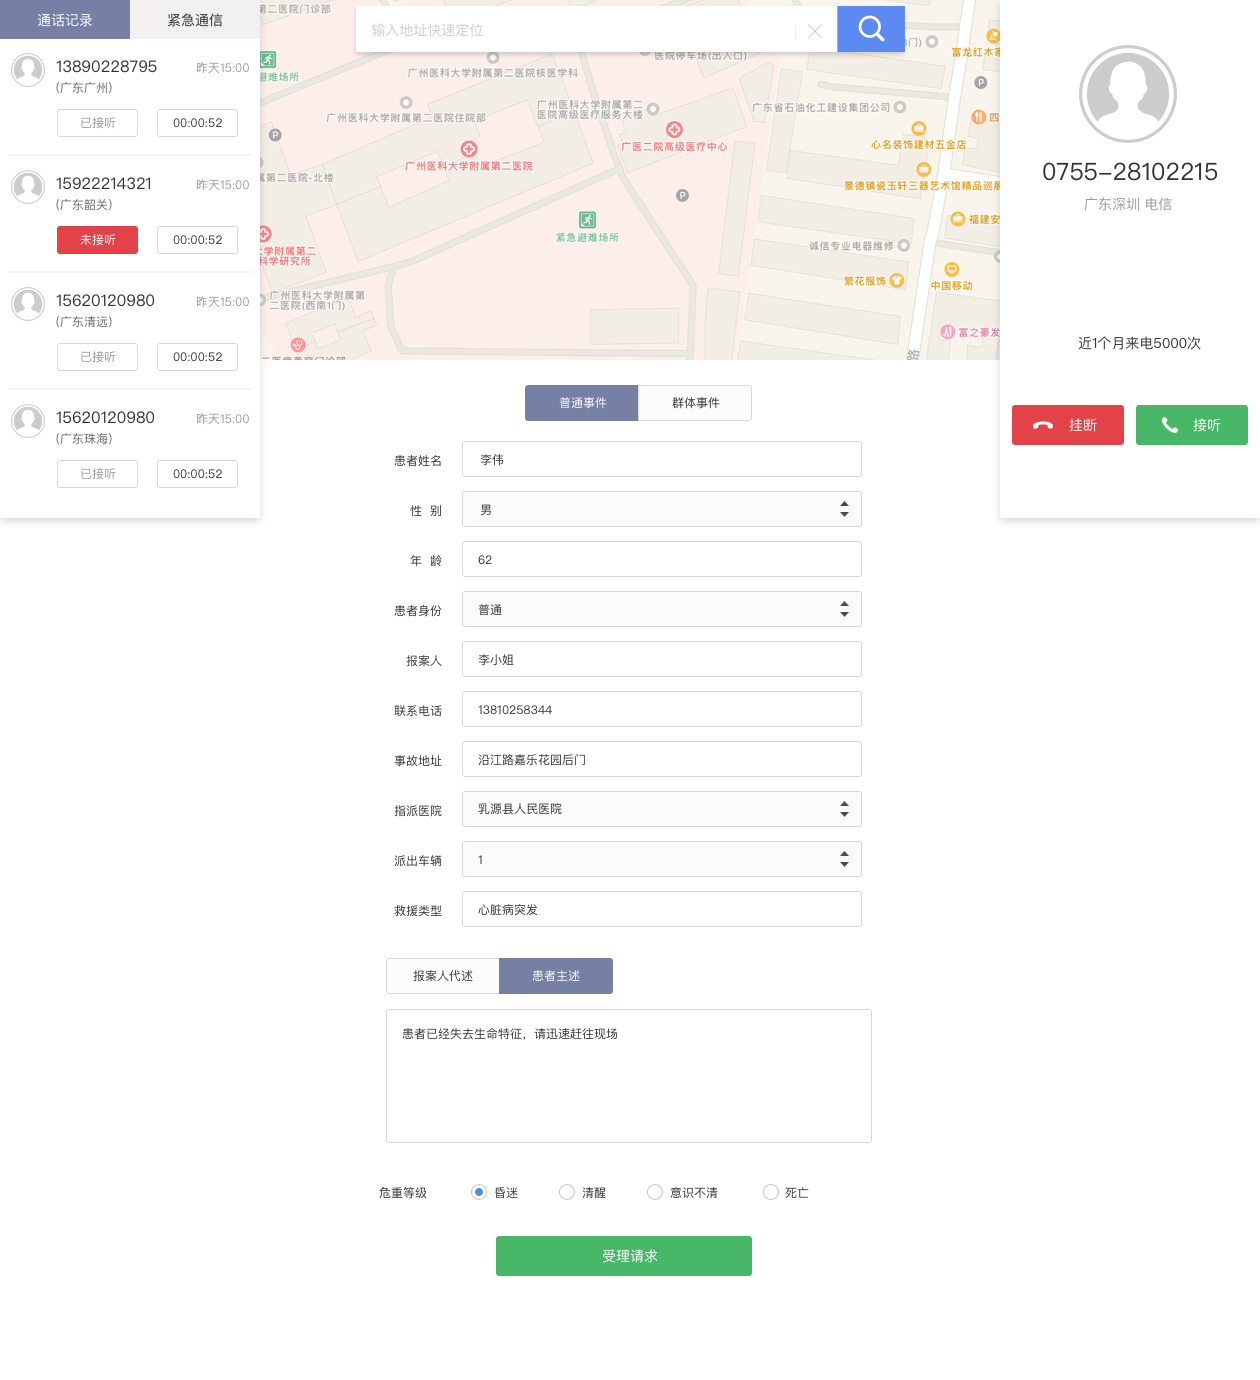 通话记录
紧急通信
13890228795
昨天15:00
(广东广州)
已接听
00:00:52
15922214321
昨天15:00
(广东韶关)
未接听
00:00:52
15620120980
昨天15:00
(广东清远)
已接听
00:00:52
15620120980
昨天15:00
(广东珠海)
已接听
00:00:52
输入地址快速定位
第二医院门诊部
避难场所
广州医科大学附属第二医院核医学科
医院停车场(出入口)
富龙红木家
广州医科大学附属第二医院住院部
广州医科大学附属第二
医院高级医疗服务大楼
广东省石油化工建设集团公司
广医二院高级医疗中心
心名装饰建材五金店
广州医科大学附属第二医院
属第二医院-北楼
景德镇瓷玉轩三器艺术馆精品巡展
福建安
紧急避难场所
诚信专业电器维修
大学附属第二
科学研究所
繁花服饰
中国移动
广州医科大学附属第
二医院(西南1门)
富之豪发
P
P
P
0755-28102215
广东深圳 电信
近1个月来电5000次
挂断
接听
普通事件
群体事件
患者姓名
李伟
性 别
男
年 龄
62
患者身份
普通
报案人
李小姐
联系电话
13810258344
事故地址
沿江路嘉乐花园后门
指派医院
乳源县人民医院
派出车辆
1
救援类型
心脏病突发
报案人代述
患者主述
患者已经失去生命特征，请迅速赶往现场
危重等级
昏迷
清醒
意识不清
死亡
受理请求